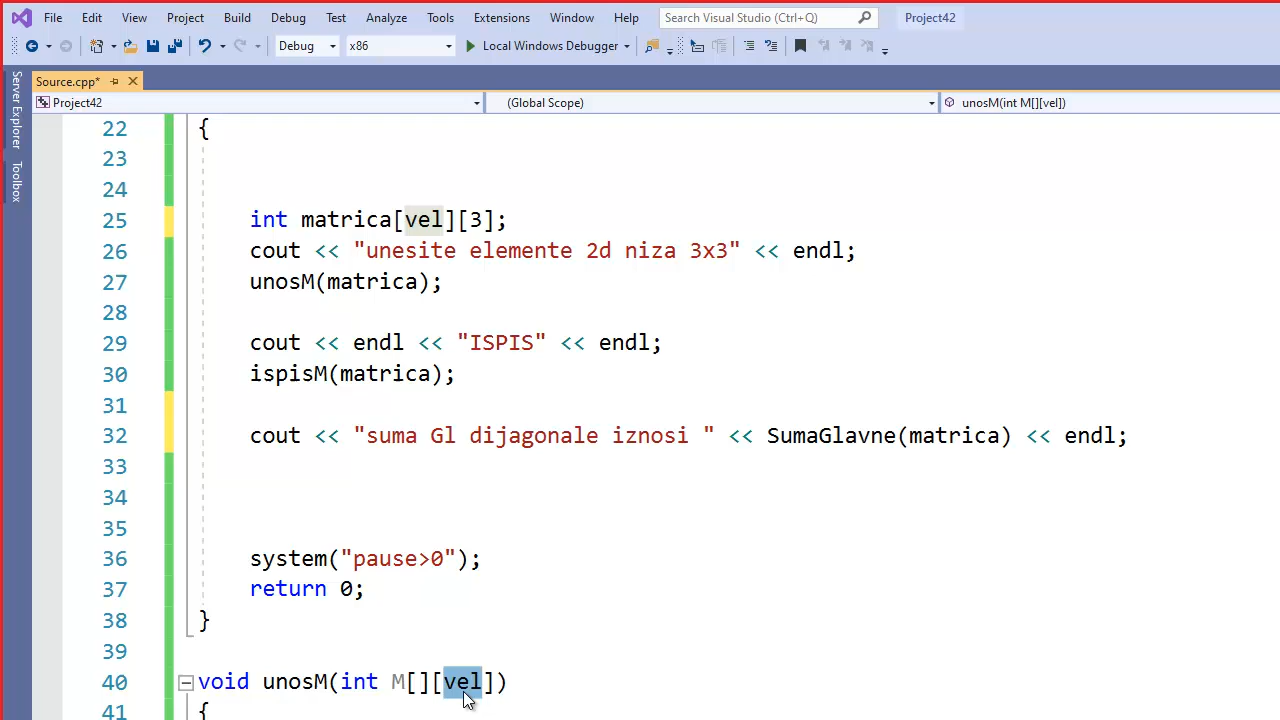 File Edit View Project Build Debug Test Analyze Tools Extensions Window Help Search Visual Studio (Ctrl+Q) Project42
Debug x86 Local Windows Debugger
Server Explorer
Toolbox
Source.cpp*
Project42 (Global Scope) unosM(int M[][vel])
22 {
23
24
25 int matrica[vel][3];
26 cout << "unesite elemente 2d niza 3x3" << endl;
27 unosM(matrica);
28
29 cout << endl << "ISPIS" << endl;
30 ispisM(matrica);
31
32 cout << "suma Gl dijagonale iznosi " << SumaGlavne(matrica) << endl;
33
34
35
36 system("pause>0");
37 return 0;
38 }
39
40 void unosM(int M[][vel])
41 {